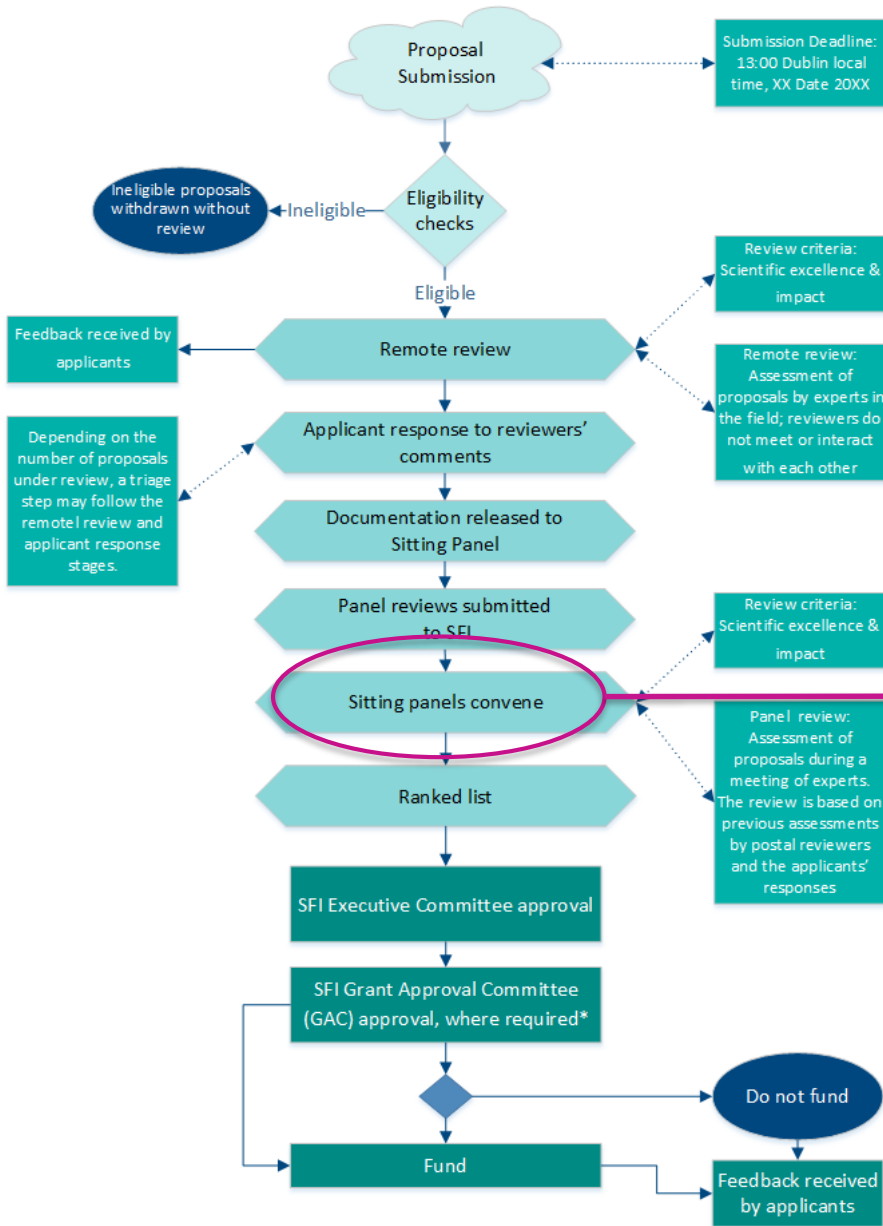 Proposal
Submission
Submission Deadline:
13:00 Dublin local
time, XX Date 20XX
Ineligible proposals
withdrawn without
review
Ineligible
Eligibility
checks
Eligible
Review criteria:
Scientific excellence &
impact
Feedback received by
applicants
Remote review
Remote review:
Assessment of
proposals by experts in
the field; reviewers do
not meet or interact
with each other
Depending on the
number of proposals
under review, a triage
step may follow the
remotel review and
applicant response
stages.
Applicant response to reviewers’
comments
Documentation released to
Sitting Panel
Panel reviews submitted
to SFI
Review criteria:
Scientific excellence &
impact
Sitting panels convene
Panel review:
Assessment of
proposals during a
meeting of experts.
The review is based on
previous assessments
by postal reviewers
and the applicants’
responses
Ranked list
SFI Executive Committee approval
SFI Grant Approval Committee
(GAC) approval, where required*
Do not fund
Fund
Feedback received
by applicants